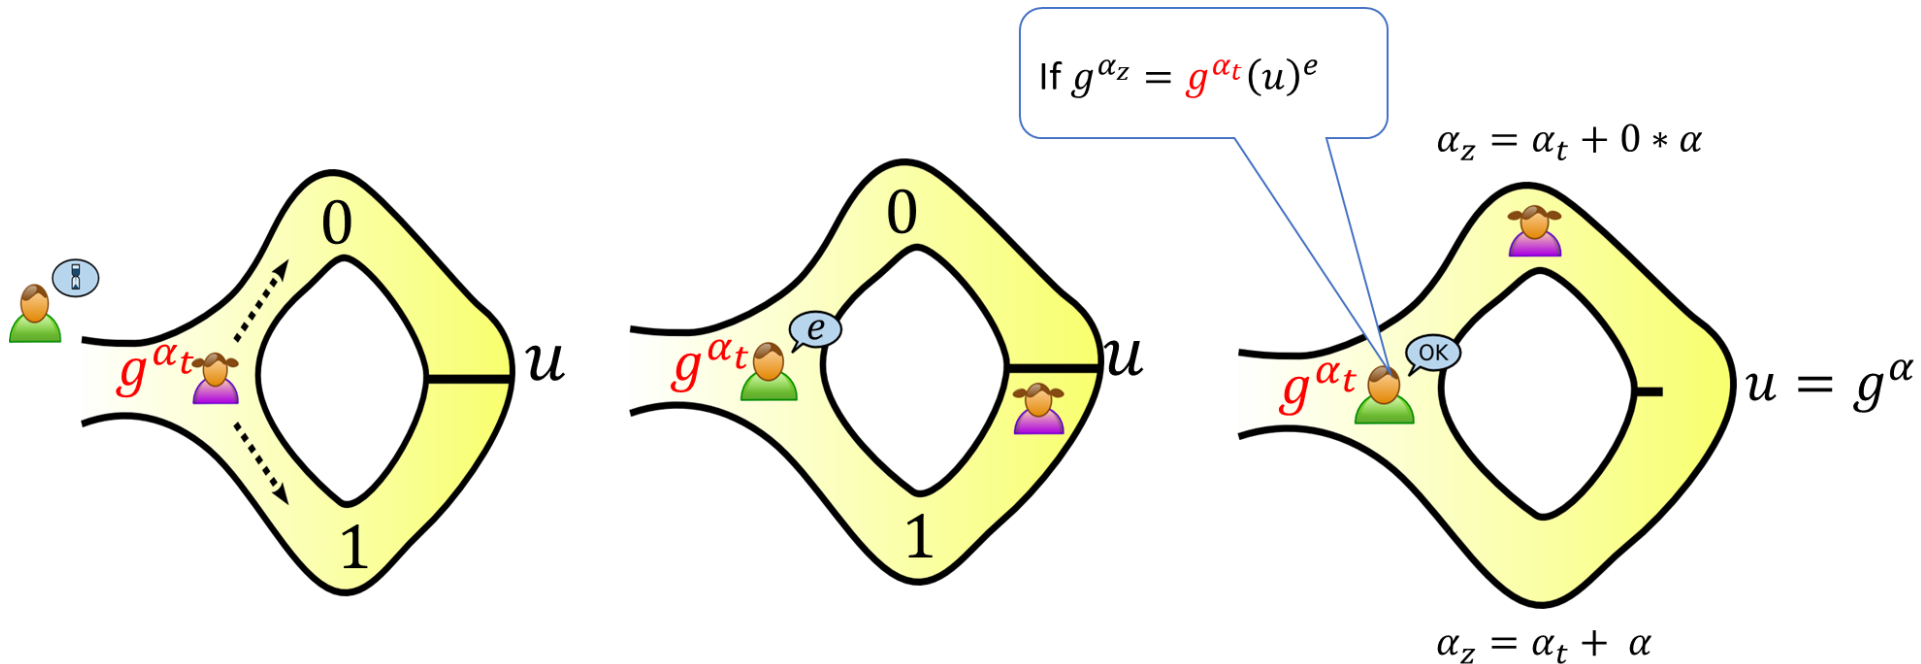 If g^{α_z} = g^{α_t}(u)^e
α_z = α_t + 0 * α
0
g^{α_t}
u
1
0
e
g^{α_t}
u
1
OK
g^{α_t}
u = g^α
α_z = α_t + α